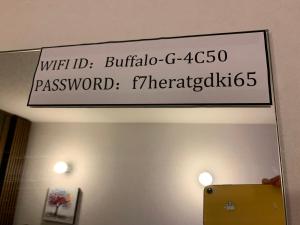 WIFI ID: Buffalo-G-4C50
PASSWORD: f7heratgdki65